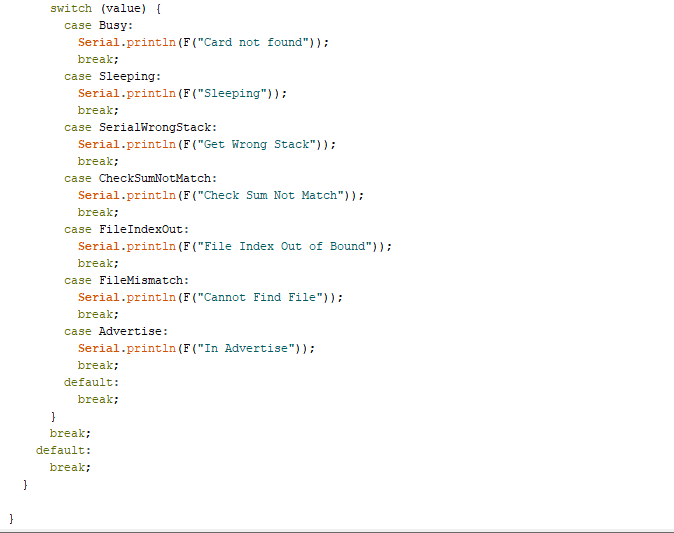 switch (value) {
case Busy:
Serial.println(F("Card not found"));
break;
case Sleeping:
Serial.println(F("Sleeping"));
break;
case SerialWrongStack:
Serial.println(F("Get Wrong Stack"));
break;
case CheckSumNotMatch:
Serial.println(F("Check Sum Not Match"));
break;
case FileIndexOut:
Serial.println(F("File Index Out of Bound"));
break;
case FileMismatch:
Serial.println(F("Cannot Find File"));
break;
case Advertise:
Serial.println(F("In Advertise"));
break;
default:
break;
}
break;
default:
break;
}
}